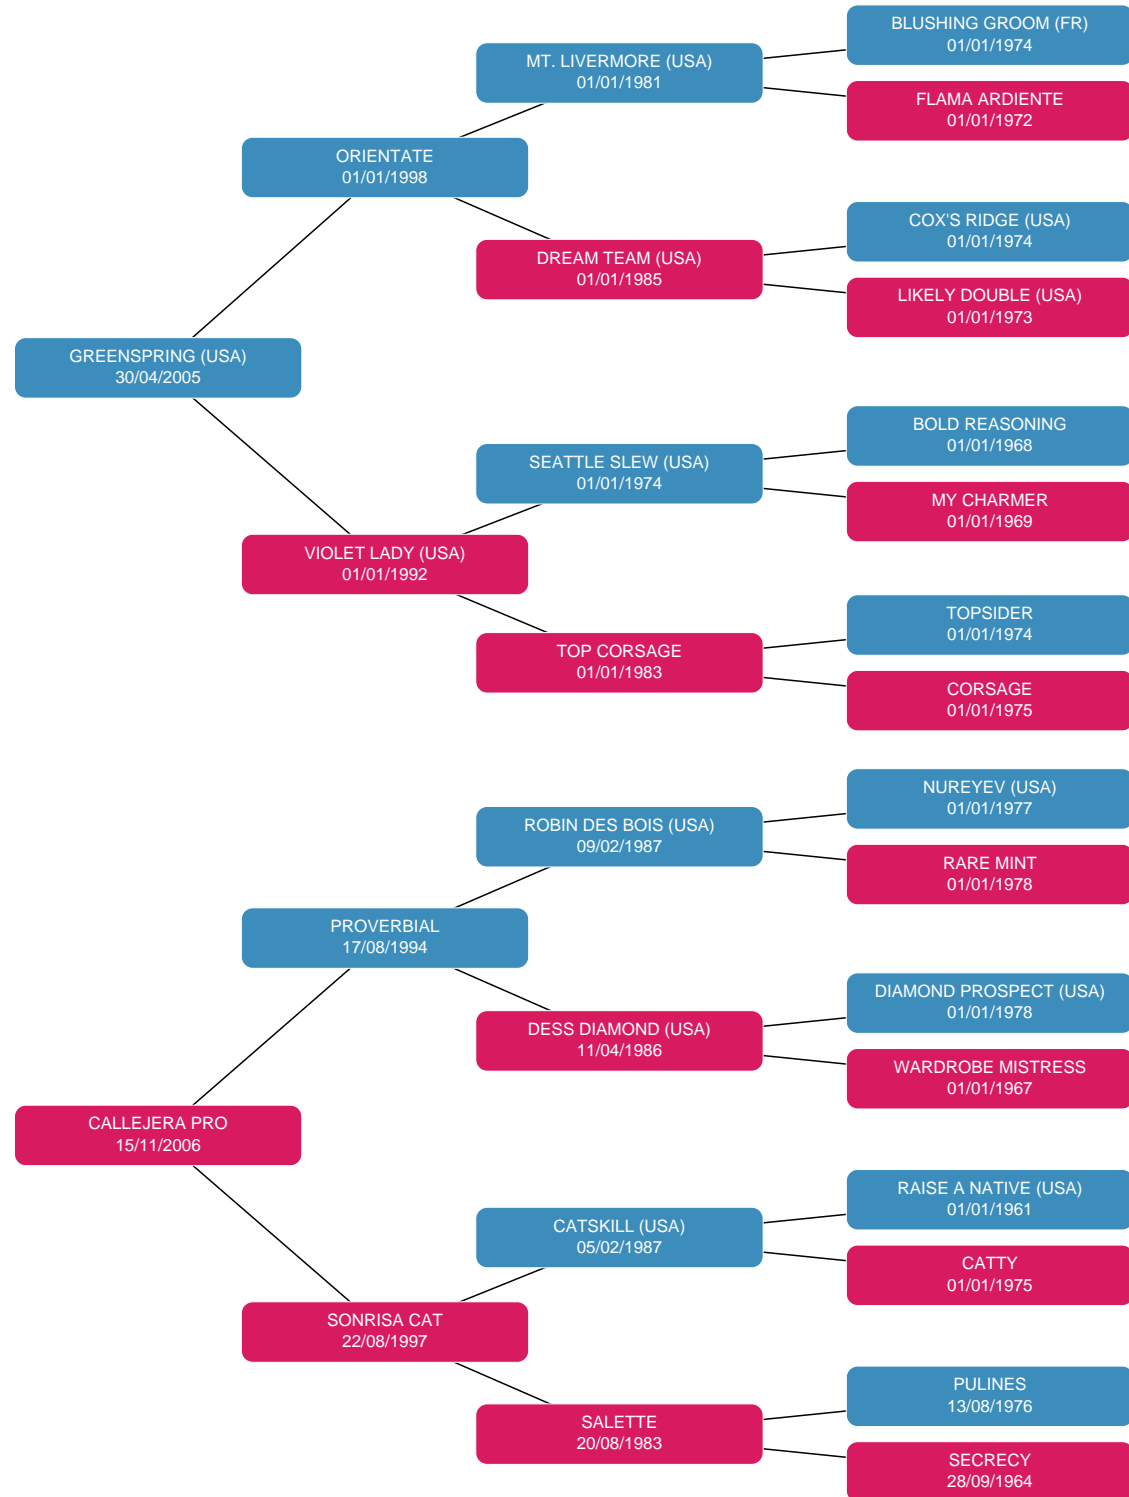 BLUSHING GROOM (FR)
01/01/1974
MT. LIVERMORE (USA)
01/01/1981
FLAMA ARDIENTE
01/01/1972
ORIENTATE
01/01/1998
COX'S RIDGE (USA)
01/01/1974
DREAM TEAM (USA)
01/01/1985
LIKELY DOUBLE (USA)
01/01/1973
GREENSPRING (USA)
30/04/2005
BOLD REASONING
01/01/1968
SEATTLE SLEW (USA)
01/01/1974
MY CHARMER
01/01/1969
VIOLET LADY (USA)
01/01/1992
TOPSIDER
01/01/1974
TOP CORSAGE
01/01/1983
CORSAGE
01/01/1975
NUREYEV (USA)
01/01/1977
ROBIN DES BOIS (USA)
09/02/1987
RARE MINT
01/01/1978
PROVERBIAL
17/08/1994
DIAMOND PROSPECT (USA)
01/01/1978
DESS DIAMOND (USA)
11/04/1986
WARDROBE MISTRESS
01/01/1967
CALLEJERA PRO
15/11/2006
RAISE A NATIVE (USA)
01/01/1961
CATSKILL (USA)
05/02/1987
CATTY
01/01/1975
SONRISA CAT
22/08/1997
PULINES
13/08/1976
SALETTE
20/08/1983
SECRECY
28/09/1964